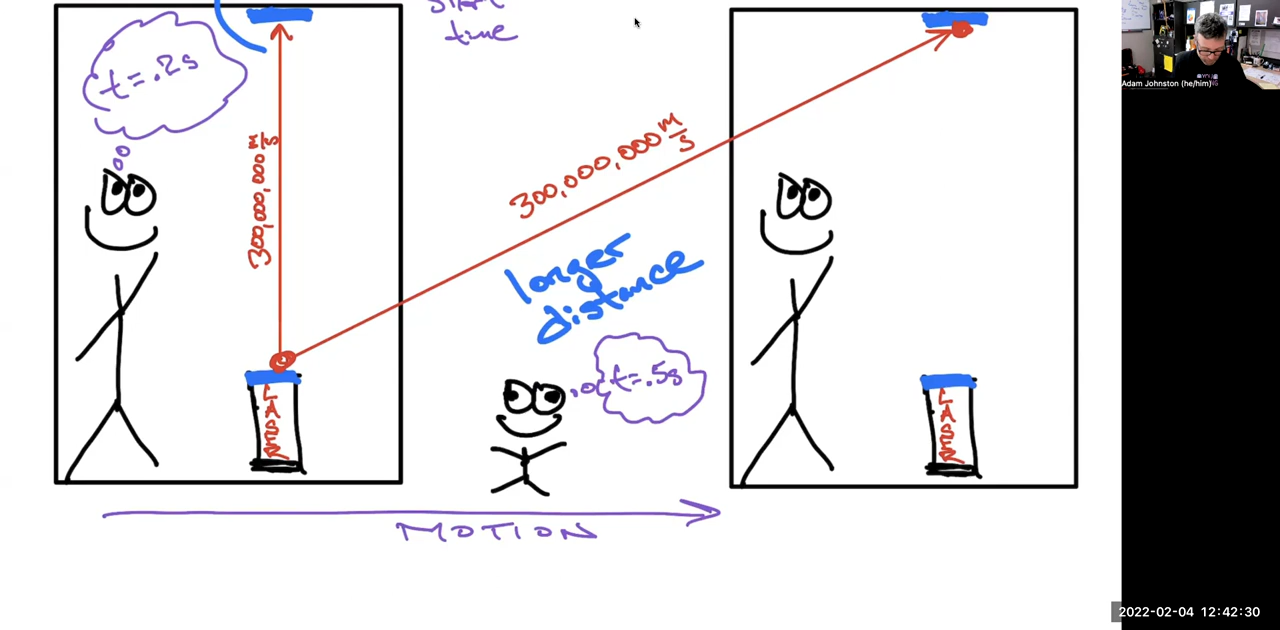 time
t=.2s
300,000,000 m/s
300,000,000 m/s
longer
distance
t=.5s
LASER
LASER
MOTION
Adam Johnston (he/him)
2022-02-04 12:42:30